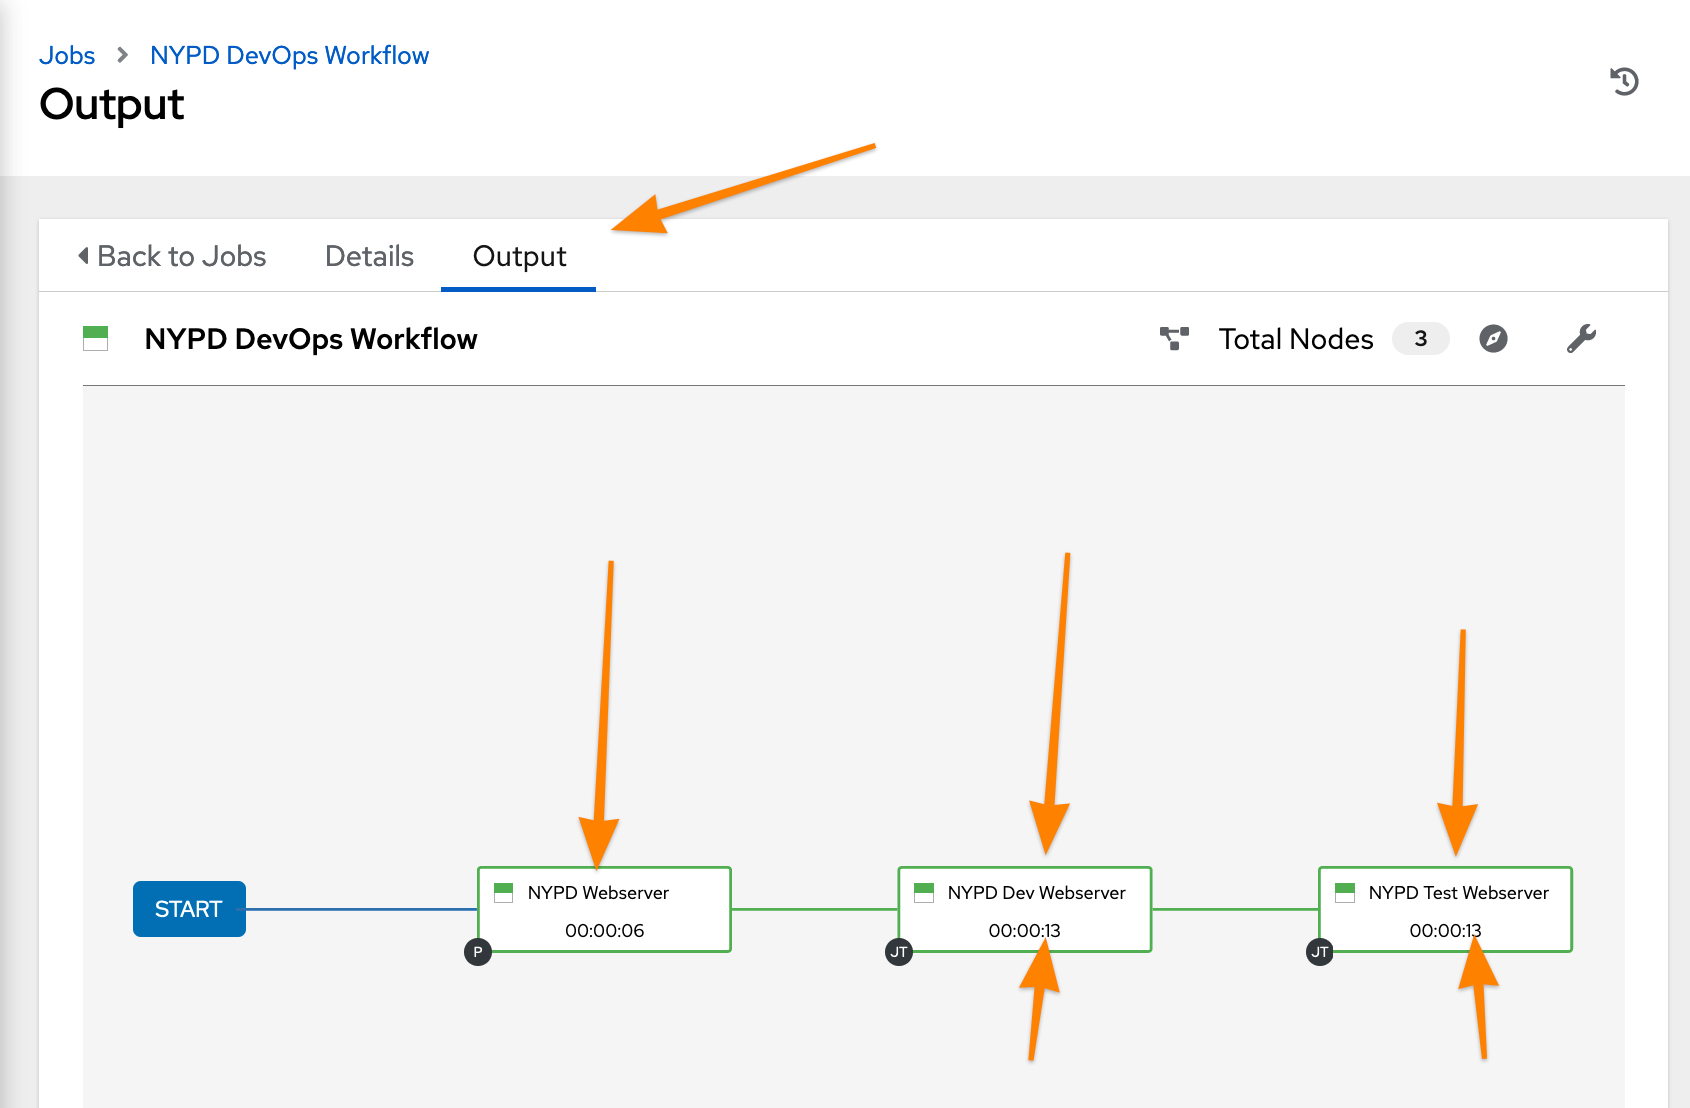 Jobs > NYPD DevOps Workflow
Output
Back to Jobs Details Output
NYPD DevOps Workflow Total Nodes 3
START
NYPD Webserver
00:00:06
P
NYPD Dev Webserver
00:00:13
JT
NYPD Test Webserver
00:00:13
JT